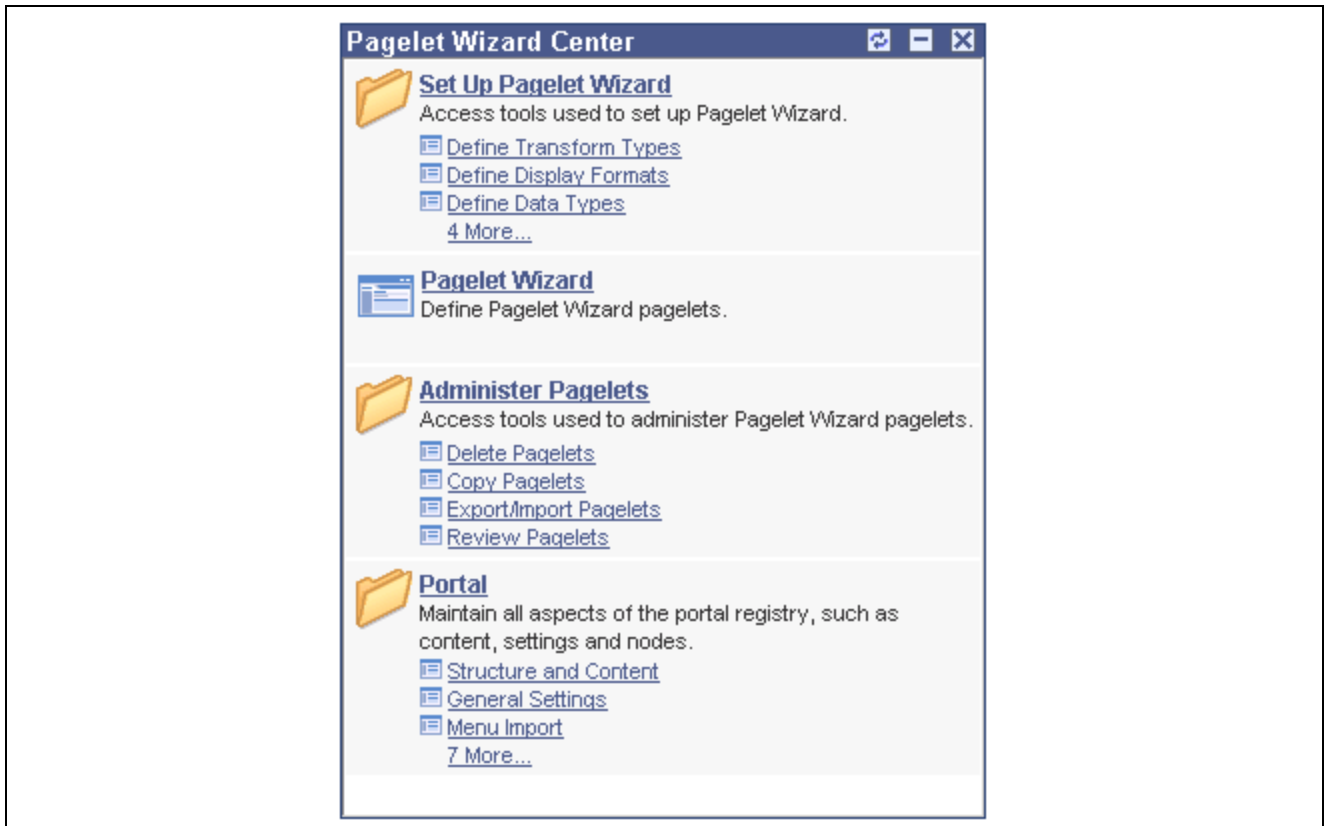 Pagelet Wizard Center
Set Up Pagelet Wizard
Access tools used to set up Pagelet Wizard.
Define Transform Types
Define Display Formats
Define Data Types
4 More...
Pagelet Wizard
Define Pagelet Wizard pagelets.
Administer Pagelets
Access tools used to administer Pagelet Wizard pagelets.
Delete Pagelets
Copy Pagelets
Export/Import Pagelets
Review Pagelets
Portal
Maintain all aspects of the portal registry, such as
content, settings and nodes.
Structure and Content
General Settings
Menu Import
7 More...